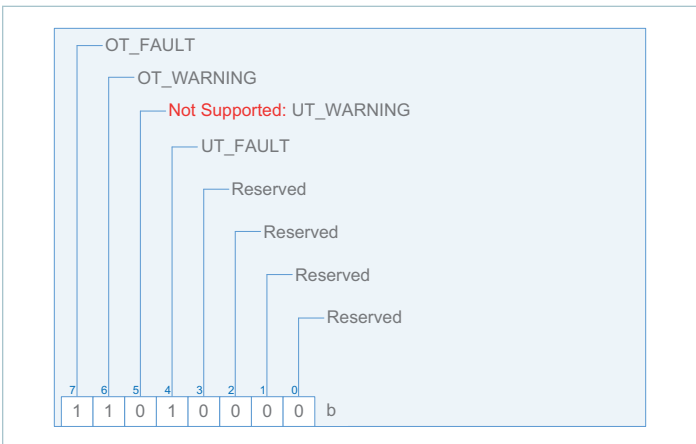 OT_FAULT
OT_WARNING
Not Supported: UT_WARNING
UT_FAULT
Reserved
Reserved
Reserved
Reserved
7 6 5 4 3 2 1 0
1 1 0 1 0 0 0 0 b